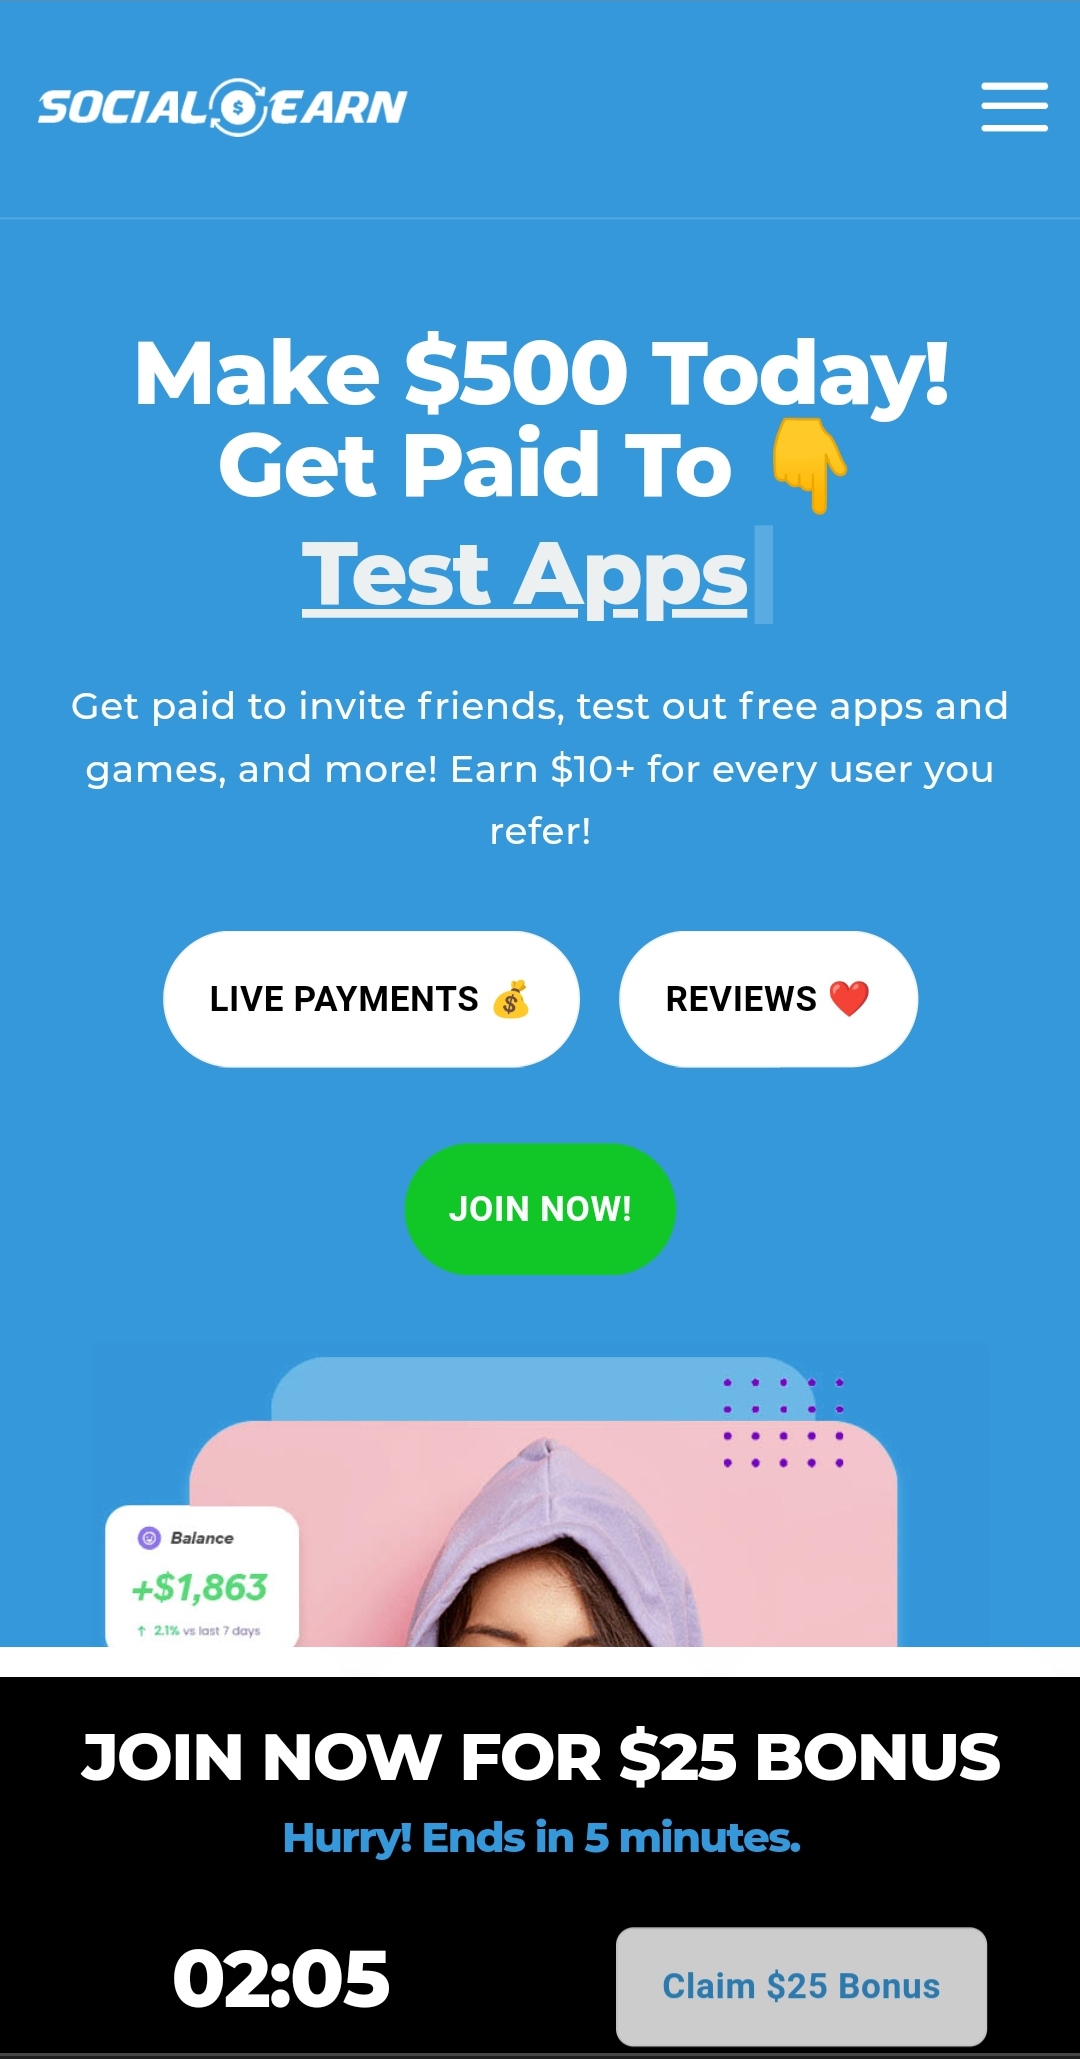 SOCIAL $ EARN
Make $500 Today!
Get Paid To 👇
Test Apps
Get paid to invite friends, test out free apps and
games, and more! Earn $10+ for every user you
refer!
LIVE PAYMENTS 💰
REVIEWS ❤️
JOIN NOW!
Balance
+$1,863
↑ 2.1% vs last 7 days
JOIN NOW FOR $25 BONUS
Hurry! Ends in 5 minutes.
02:05
Claim $25 Bonus